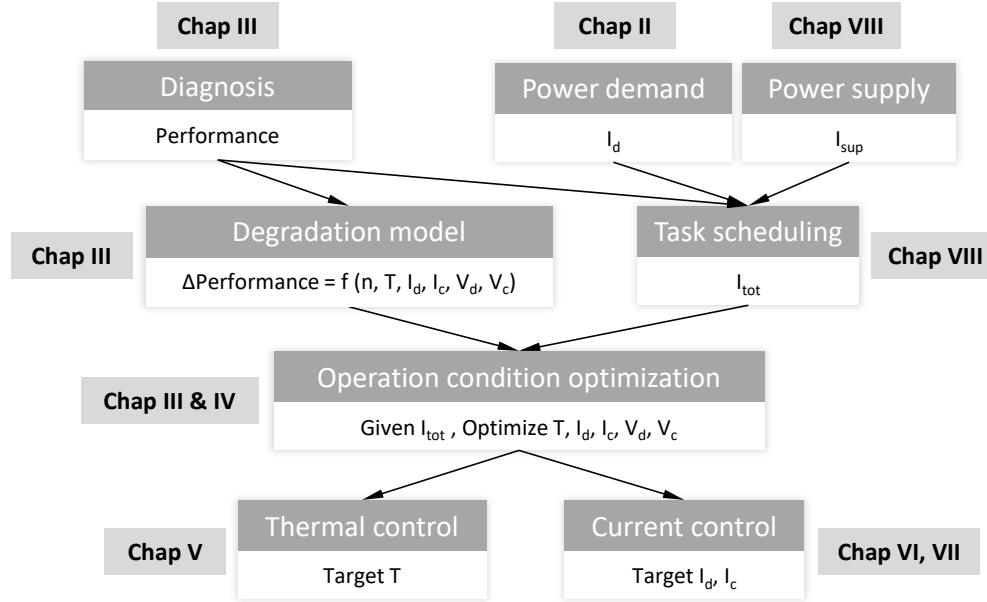 Chap III
Chap II
Chap VIII
Diagnosis
Performance
Power demand
I_d
Power supply
I_sup
Chap III
Degradation model
ΔPerformance = f (n, T, I_d, I_c, V_d, V_c)
Task scheduling
I_tot
Chap VIII
Chap III & IV
Operation condition optimization
Given I_tot , Optimize T, I_d, I_c, V_d, V_c
Chap V
Thermal control
Target T
Current control
Target I_d, I_c
Chap VI, VII